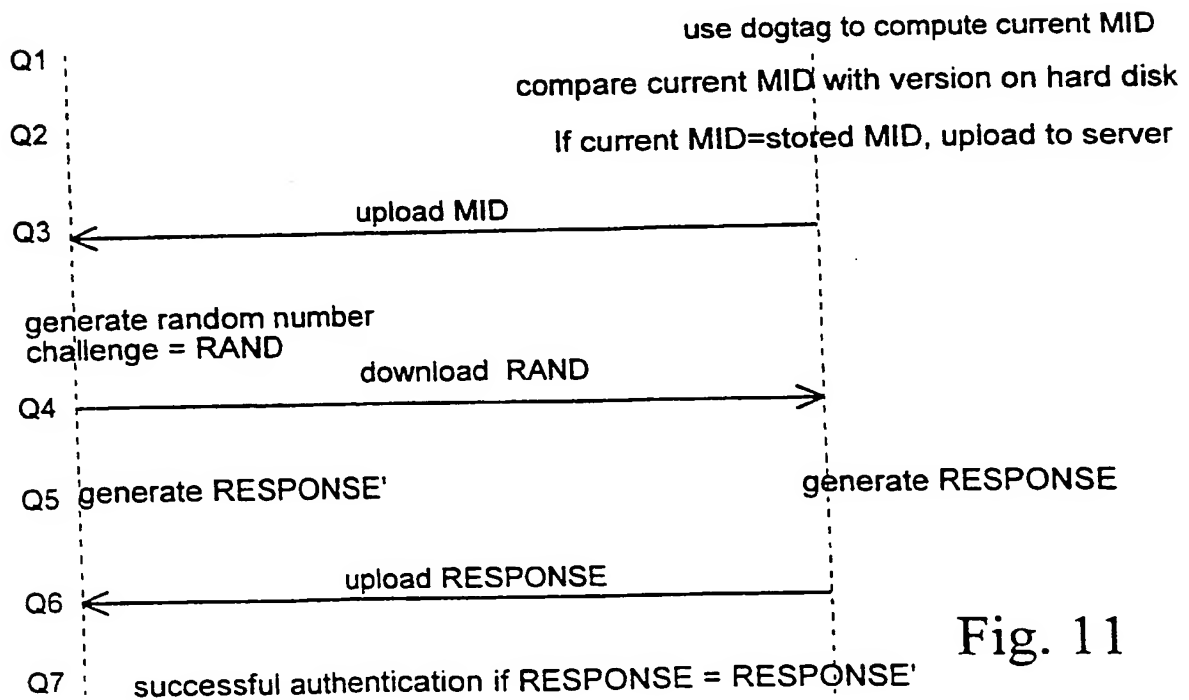 use dogtag to compute current MID
Q1
compare current MID with version on hard disk
Q2
If current MID=stored MID, upload to server
upload MID
Q3
generate random number
challenge = RAND
download RAND
Q4
Q5
generate RESPONSE'
generate RESPONSE
upload RESPONSE
Q6
Fig. 11
Q7
successful authentication if RESPONSE = RESPONSE'